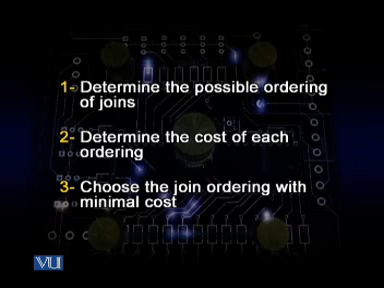 1- Determine the possible ordering
of joins
2- Determine the cost of each
ordering
3- Choose the join ordering with
minimal cost
VU